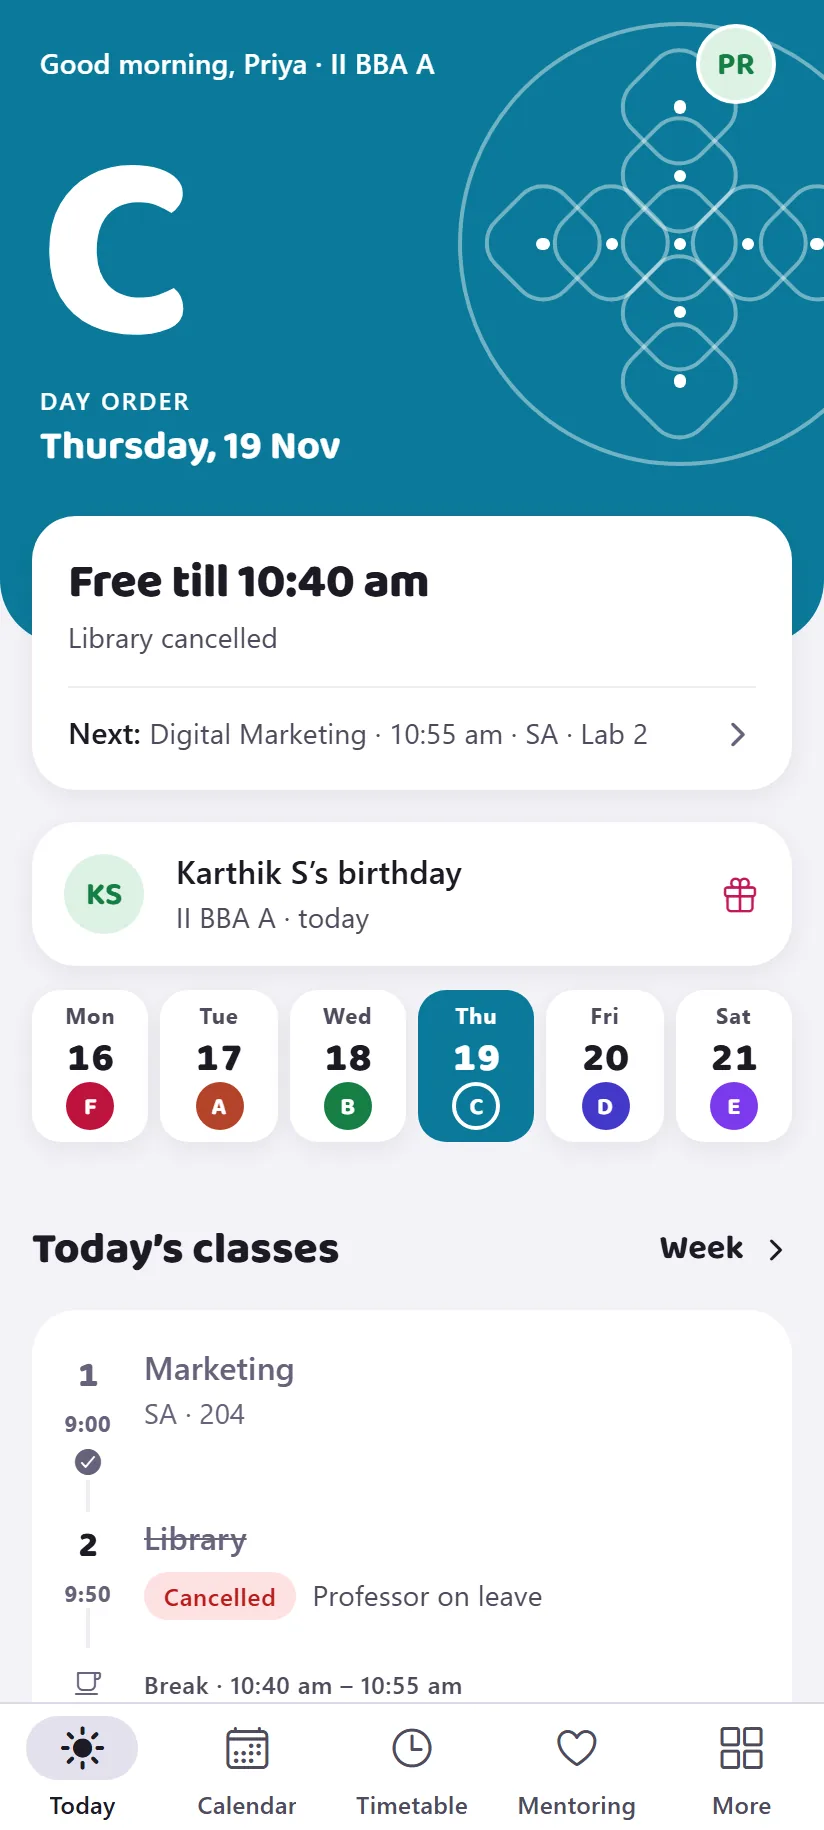 Good morning, Priya · II BBA A
PR
C
DAY ORDER
Thursday, 19 Nov
Free till 10:40 am
Library cancelled
Next: Digital Marketing · 10:55 am · SA · Lab 2
KS
Karthik S’s birthday
II BBA A · today
Mon Tue Wed Thu Fri Sat
16 17 18 19 20 21
F A B C D E
Today’s classes
Week
1 Marketing
9:00 SA · 204
2 Library
9:50 Cancelled Professor on leave
Break · 10:40 am – 10:55 am
Today Calendar Timetable Mentoring More